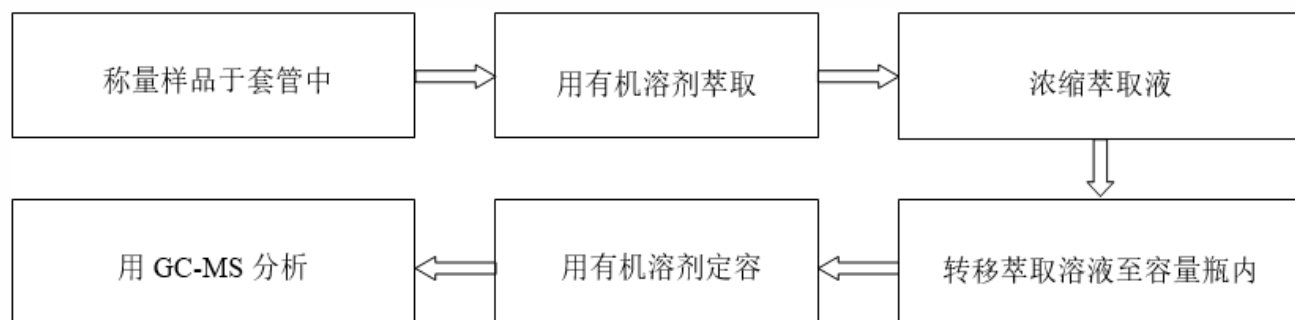 称量样品于套管中
用有机溶剂萃取
浓缩萃取液
转移萃取溶液至容量瓶内
用有机溶剂定容
用 GC-MS 分析